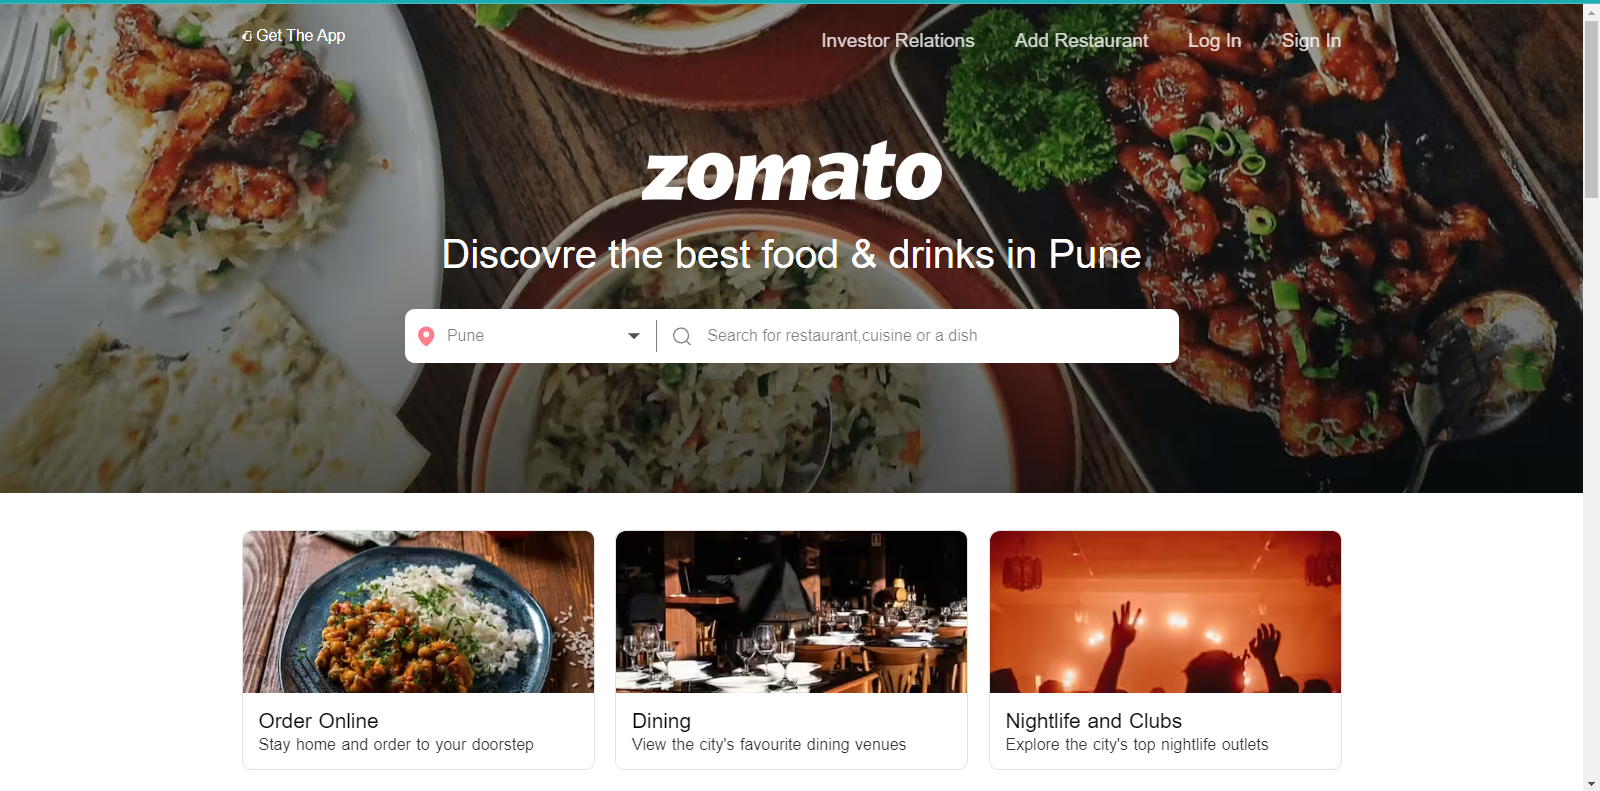 Get The App
Investor Relations Add Restaurant Log In Sign In
zomato
Discovre the best food & drinks in Pune
Pune
Search for restaurant,cuisine or a dish
Order Online
Stay home and order to your doorstep
Dining
View the city's favourite dining venues
Nightlife and Clubs
Explore the city's top nightlife outlets